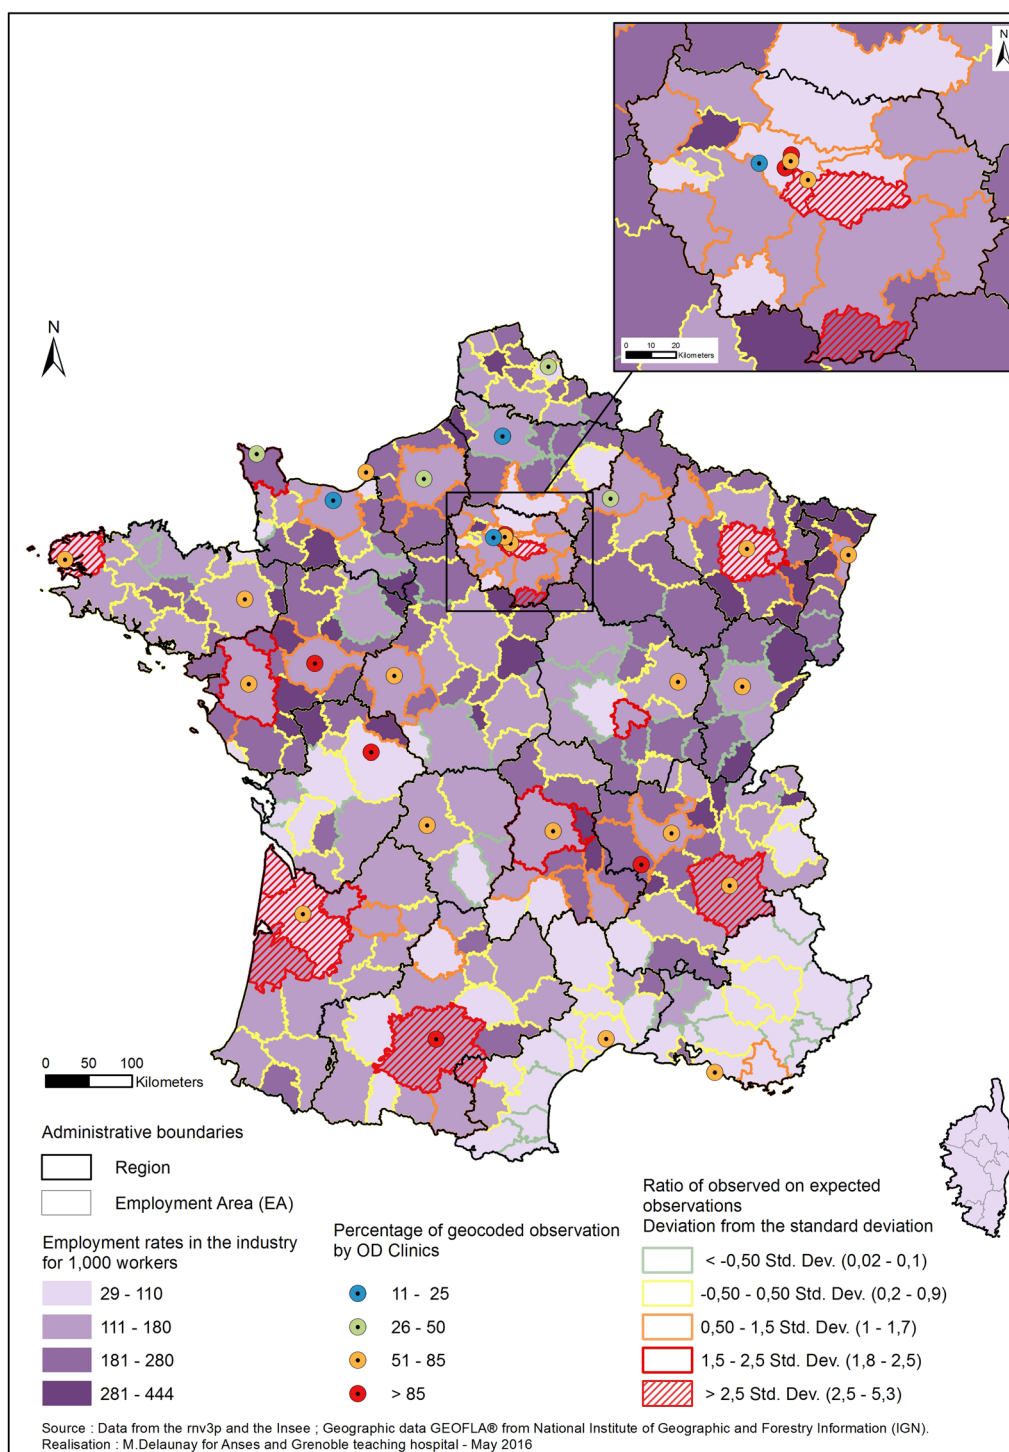 N
0 10 20
Kilometers
N
0 50 100
Kilometers
Administrative boundaries
Region
Employment Area (EA)
Employment rates in the industry
for 1,000 workers
29 - 110
111 - 180
181 - 280
281 - 444
Percentage of geocoded observation
by OD Clinics
11 - 25
26 - 50
51 - 85
> 85
Ratio of observed on expected
observations
Deviation from the standard deviation
< -0,50 Std. Dev. (0,02 - 0,1)
-0,50 - 0,50 Std. Dev. (0,2 - 0,9)
0,50 - 1,5 Std. Dev. (1 - 1,7)
1,5 - 2,5 Std. Dev. (1,8 - 2,5)
> 2,5 Std. Dev. (2,5 - 5,3)
Source : Data from the rnv3p and the Insee ; Geographic data GEOFLA® from National Institute of Geographic and Forestry Information (IGN).
Realisation : M.Delaunay for Anses and Grenoble teaching hospital - May 2016